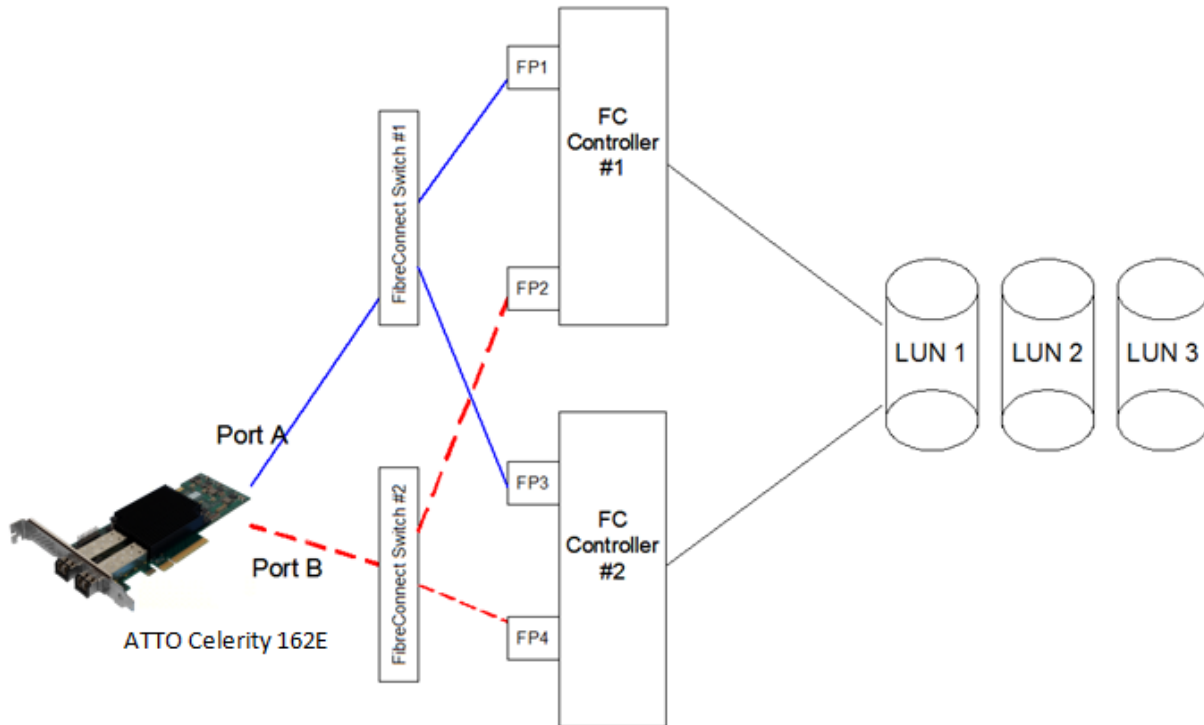 FP1
FC
Controller
#1
FibreConnect Switch #1
FP2
LUN 1
LUN 2
LUN 3
Port A
FP3
FibreConnect Switch #2
FC
Controller
#2
Port B
FP4
ATTO Celerity 162E